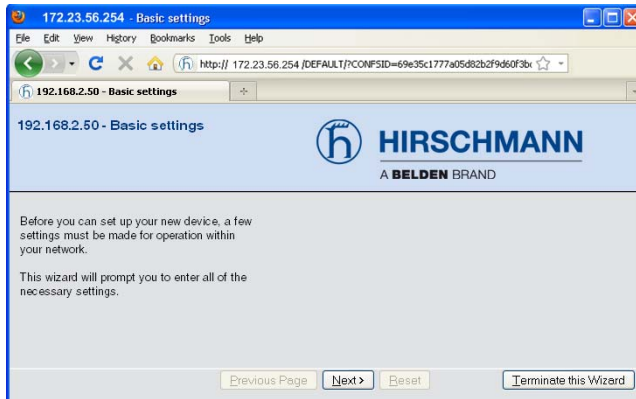 172.23.56.254 - Basic settings
File Edit View History Bookmarks Tools Help
http:// 172.23.56.254 /DEFAULT/?CONFSID=69e35c1777a05d82b2f9d60f3b
192.168.2.50 - Basic settings
192.168.2.50 - Basic settings
HIRSCHMANN
A BELDEN BRAND
Before you can set up your new device, a few
settings must be made for operation within
your network.
This wizard will prompt you to enter all of the
necessary settings.
Previous Page Next> Reset Terminate this Wizard